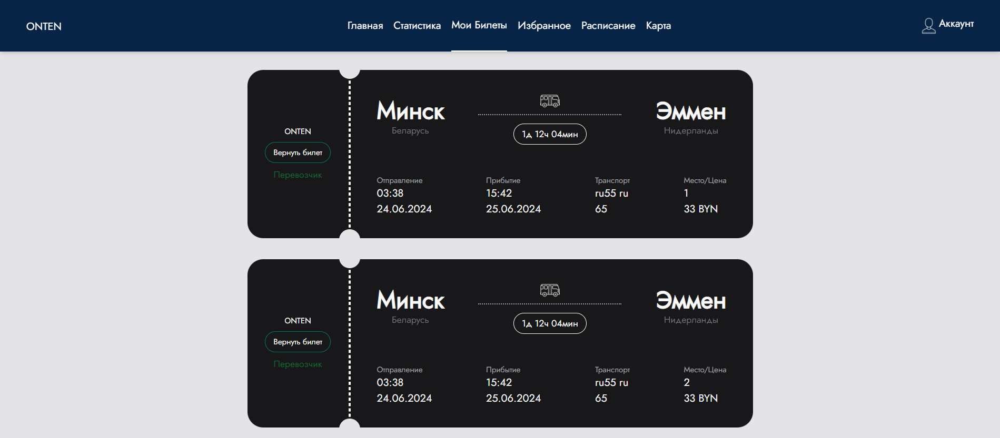 ONTEN
Главная Статистика Мои Билеты Избранное Расписание Карта
Аккаунт
ONTEN
Вернуть билет
Перевозчик
Минск
Беларусь
1д 12ч 04мин
Эммен
Нидерланды
Отправление Прибытие Транспорт Место/Цена
03:38 15:42 ru55 ru 1
24.06.2024 25.06.2024 65 33 BYN
ONTEN
Вернуть билет
Перевозчик
Минск
Беларусь
1д 12ч 04мин
Эммен
Нидерланды
Отправление Прибытие Транспорт Место/Цена
03:38 15:42 ru55 ru 2
24.06.2024 25.06.2024 65 33 BYN